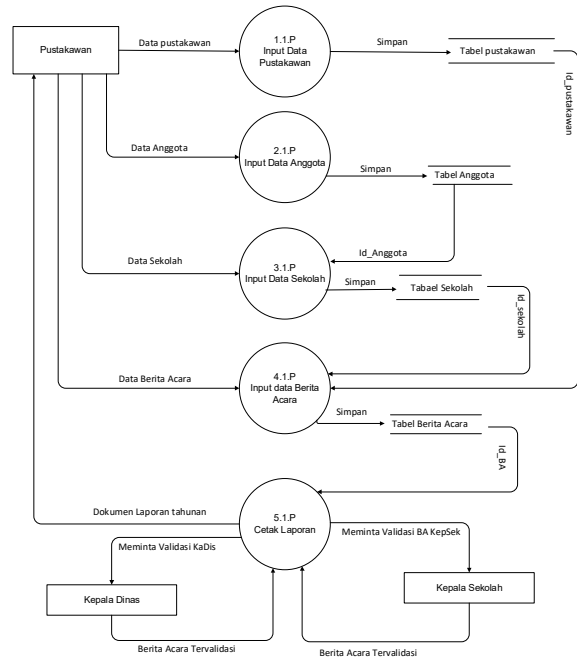 Pustakawan
Data pustakawan
1.1.P
Input Data
Pustakawan
Simpan
Tabel pustakawan
Id_pustakawan
Data Anggota
2.1.P
Input Data Anggota
Simpan
Tabel Anggota
Id_Anggota
Data Sekolah
3.1.P
Input Data Sekolah
Simpan
Tabael Sekolah
Id_sekolah
Data Berita Acara
4.1.P
Input data Berita
Acara
Simpan
Tabel Berita Acara
Id_BA
Dokumen Laporan tahunan
5.1.P
Cetak Laporan
Meminta Validasi BA KepSek
Meminta Validasi KaDis
Kepala Dinas
Kepala Sekolah
Berita Acara Tervalidasi
Berita Acara Tervalidasi